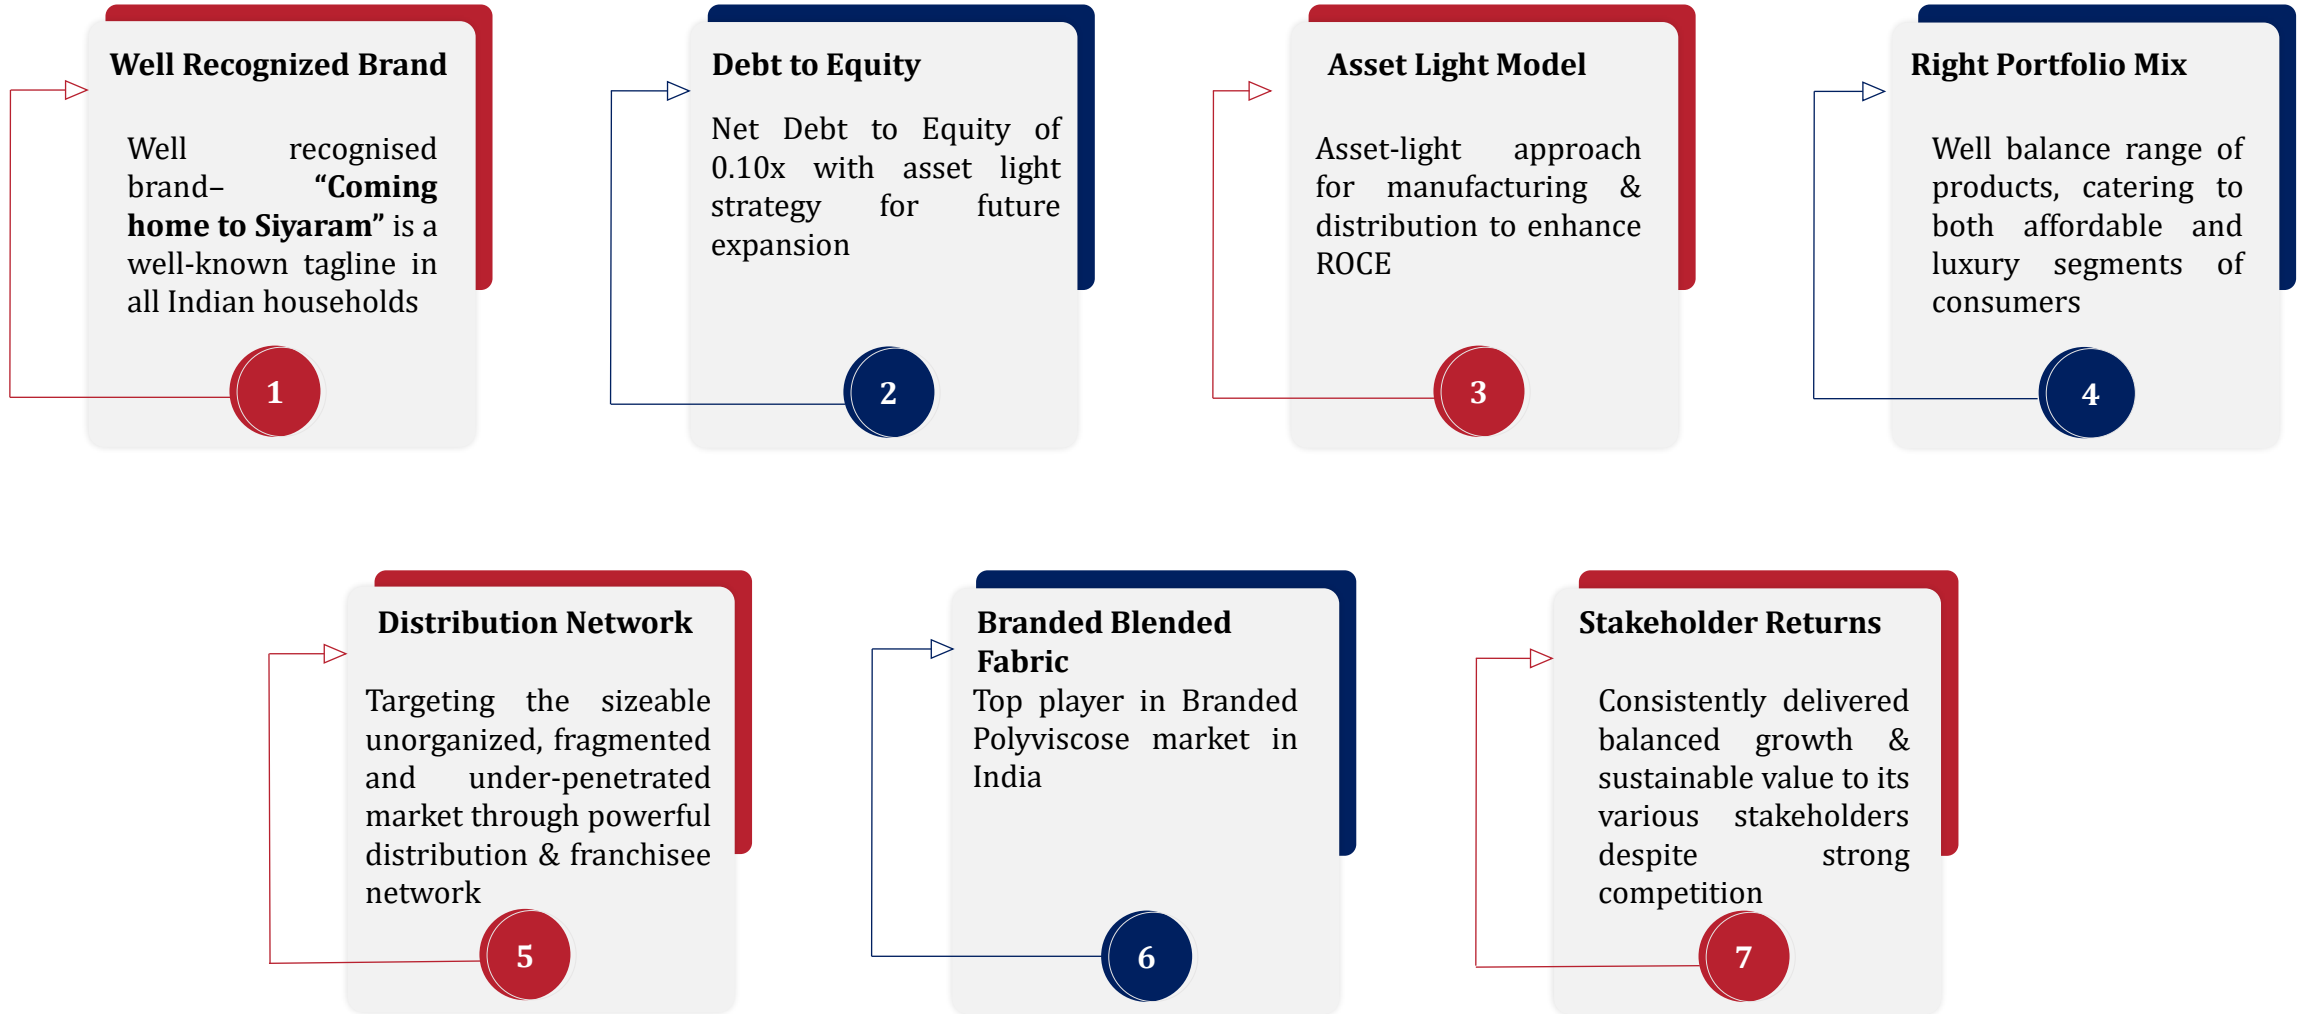 Well Recognized Brand
Well recognised
brand– “Coming
home to Siyaram” is a
well-known tagline in
all Indian households
1
Debt to Equity
Net Debt to Equity of
0.10x with asset light
strategy for future
expansion
2
Asset Light Model
Asset-light approach
for manufacturing &
distribution to enhance
ROCE
3
Right Portfolio Mix
Well balance range of
products, catering to
both affordable and
luxury segments of
consumers
4
Distribution Network
Targeting the sizeable
unorganized, fragmented
and under-penetrated
market through powerful
distribution & franchisee
network
5
Branded Blended
Fabric
Top player in Branded
Polyviscose market in
India
6
Stakeholder Returns
Consistently delivered
balanced growth &
sustainable value to its
various stakeholders
despite strong
competition
7